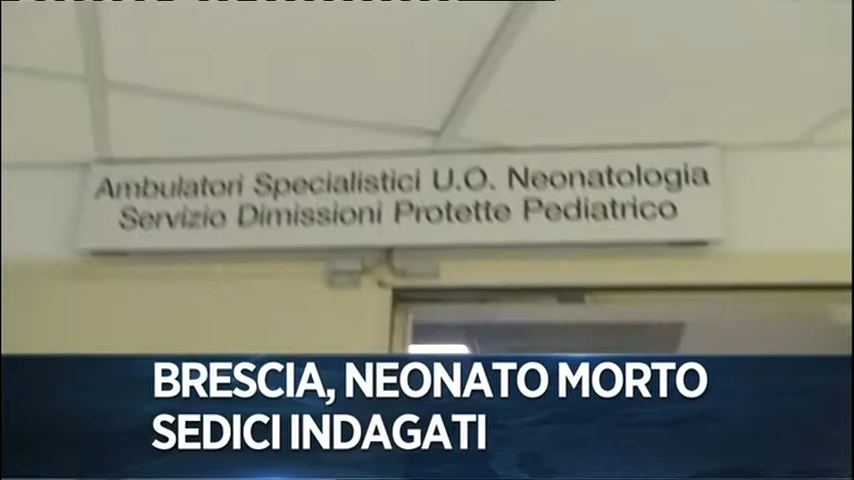 Ambulatori Specialistici U.O. Neonatologia
Servizio Dimissioni Protette Pediatrico
BRESCIA, NEONATO MORTO
SEDICI INDAGATI